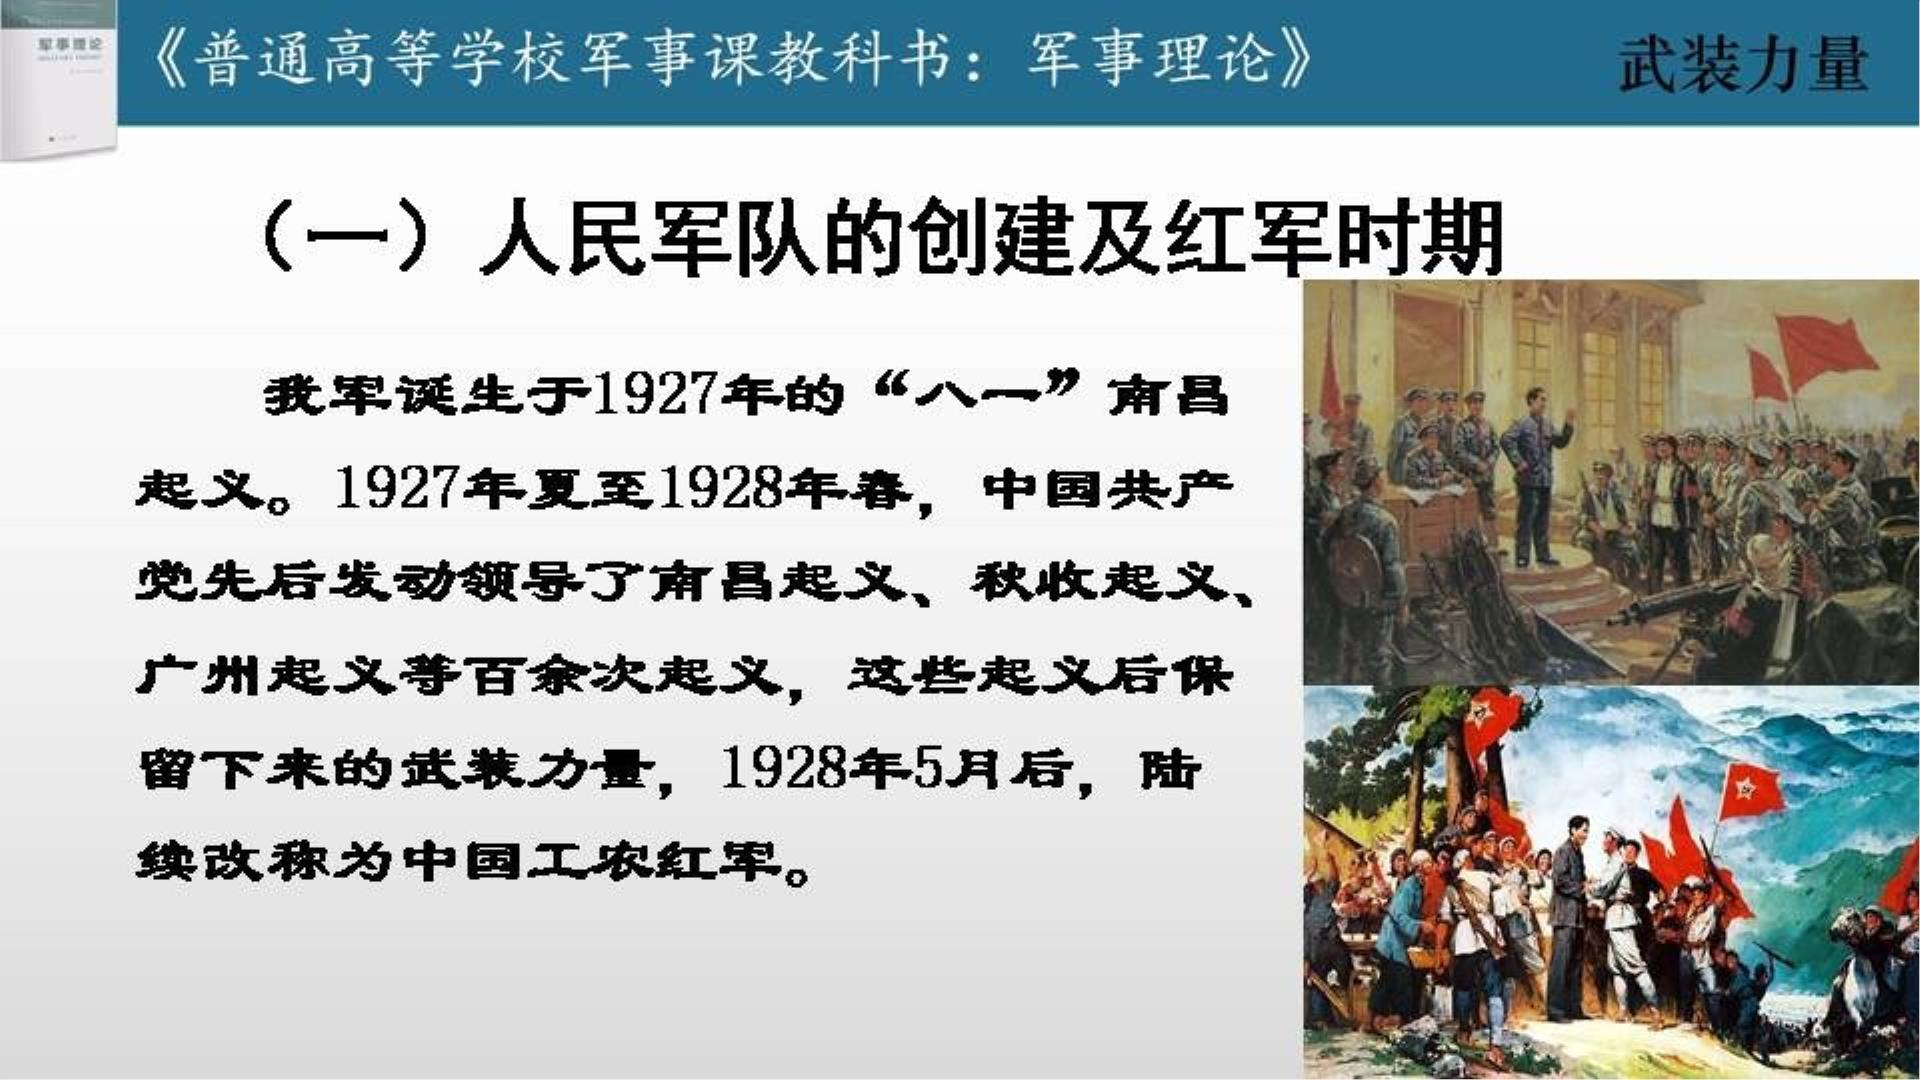 军事理论
《普通高等学校军事课教科书：军事理论》
武装力量
（一）人民军队的创建及红军时期
我军诞生于1927年的“八一”南昌
起义。1927年夏至1928年春，中国共产
党先后发动领导了南昌起义、秋收起义、
广州起义等百余次起义，这些起义后保
留下来的武装力量，1928年5月后，陆
续改称为中国工农红军。